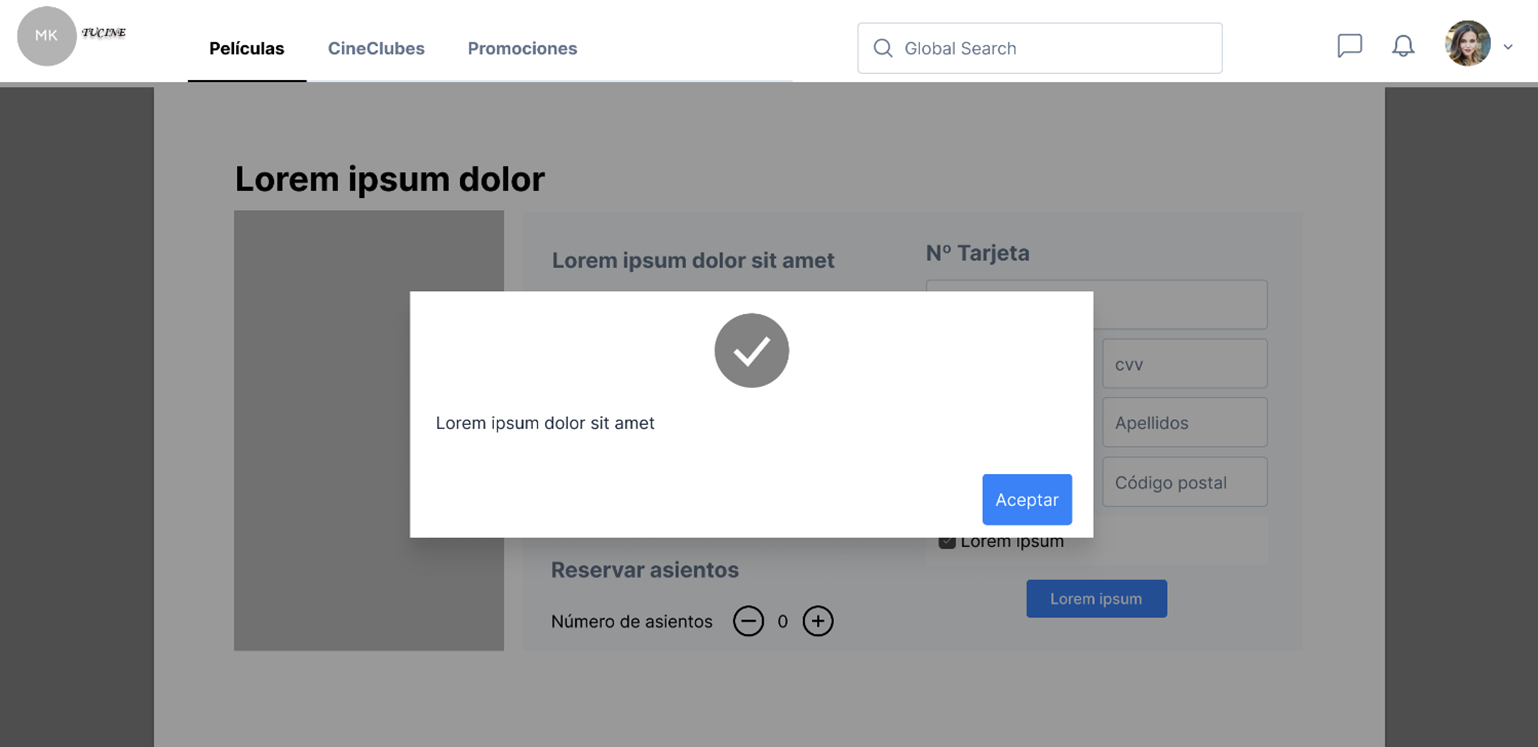 MK
TUCINE
Películas
CineClubes
Promociones
Global Search
Lorem ipsum dolor
Lorem ipsum dolor sit amet
Nº Tarjeta
cvv
Apellidos
Código postal
Lorem ipsum dolor sit amet
Aceptar
Lorem ipsum
Lorem ipsum
Reservar asientos
Número de asientos
0